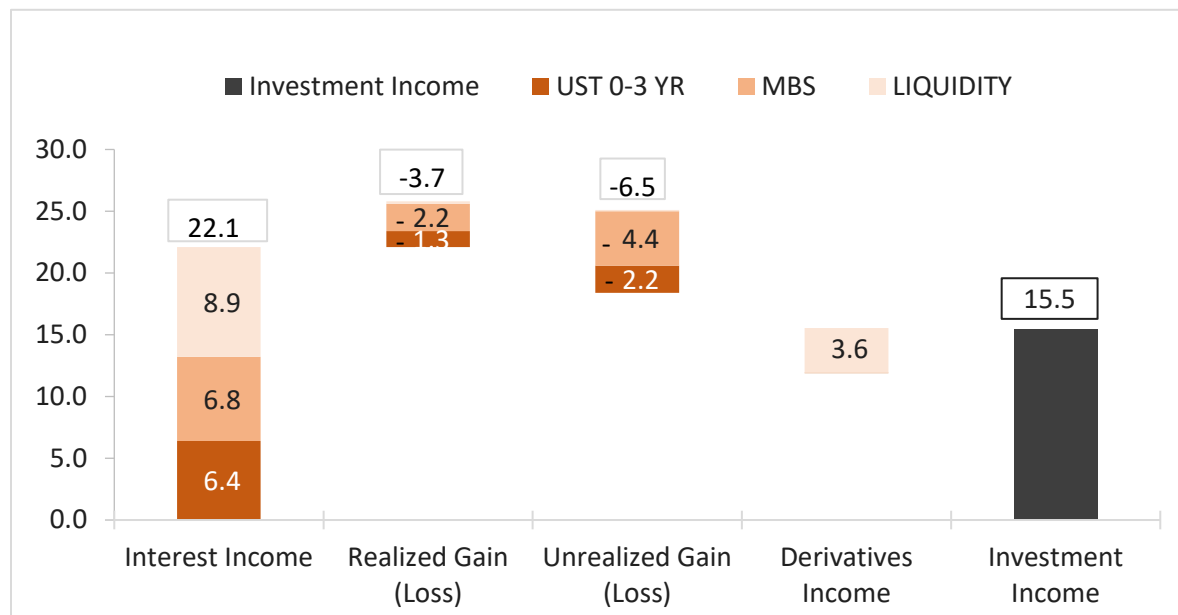 Investment Income UST 0-3 YR MBS LIQUIDITY
30.0
25.0
20.0
15.0
10.0
5.0
0.0
22.1
8.9
6.8
6.4
-3.7
- 2.2
- 1.3
-6.5
- 4.4
- 2.2
3.6
15.5
Interest Income
Realized Gain
(Loss)
Unrealized Gain
(Loss)
Derivatives
Income
Investment
Income